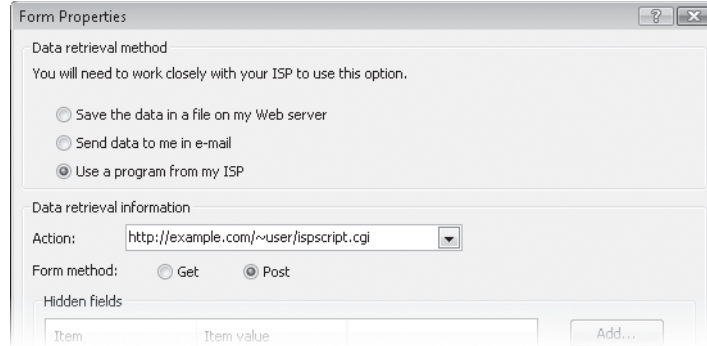 Form Properties
Data retrieval method
You will need to work closely with your ISP to use this option.
Save the data in a file on my Web server
Send data to me in e-mail
Use a program from my ISP
Data retrieval information
Action: http://example.com/~user/ispscript.cgi
Form method: Get Post
Hidden fields
Item Item value Add...